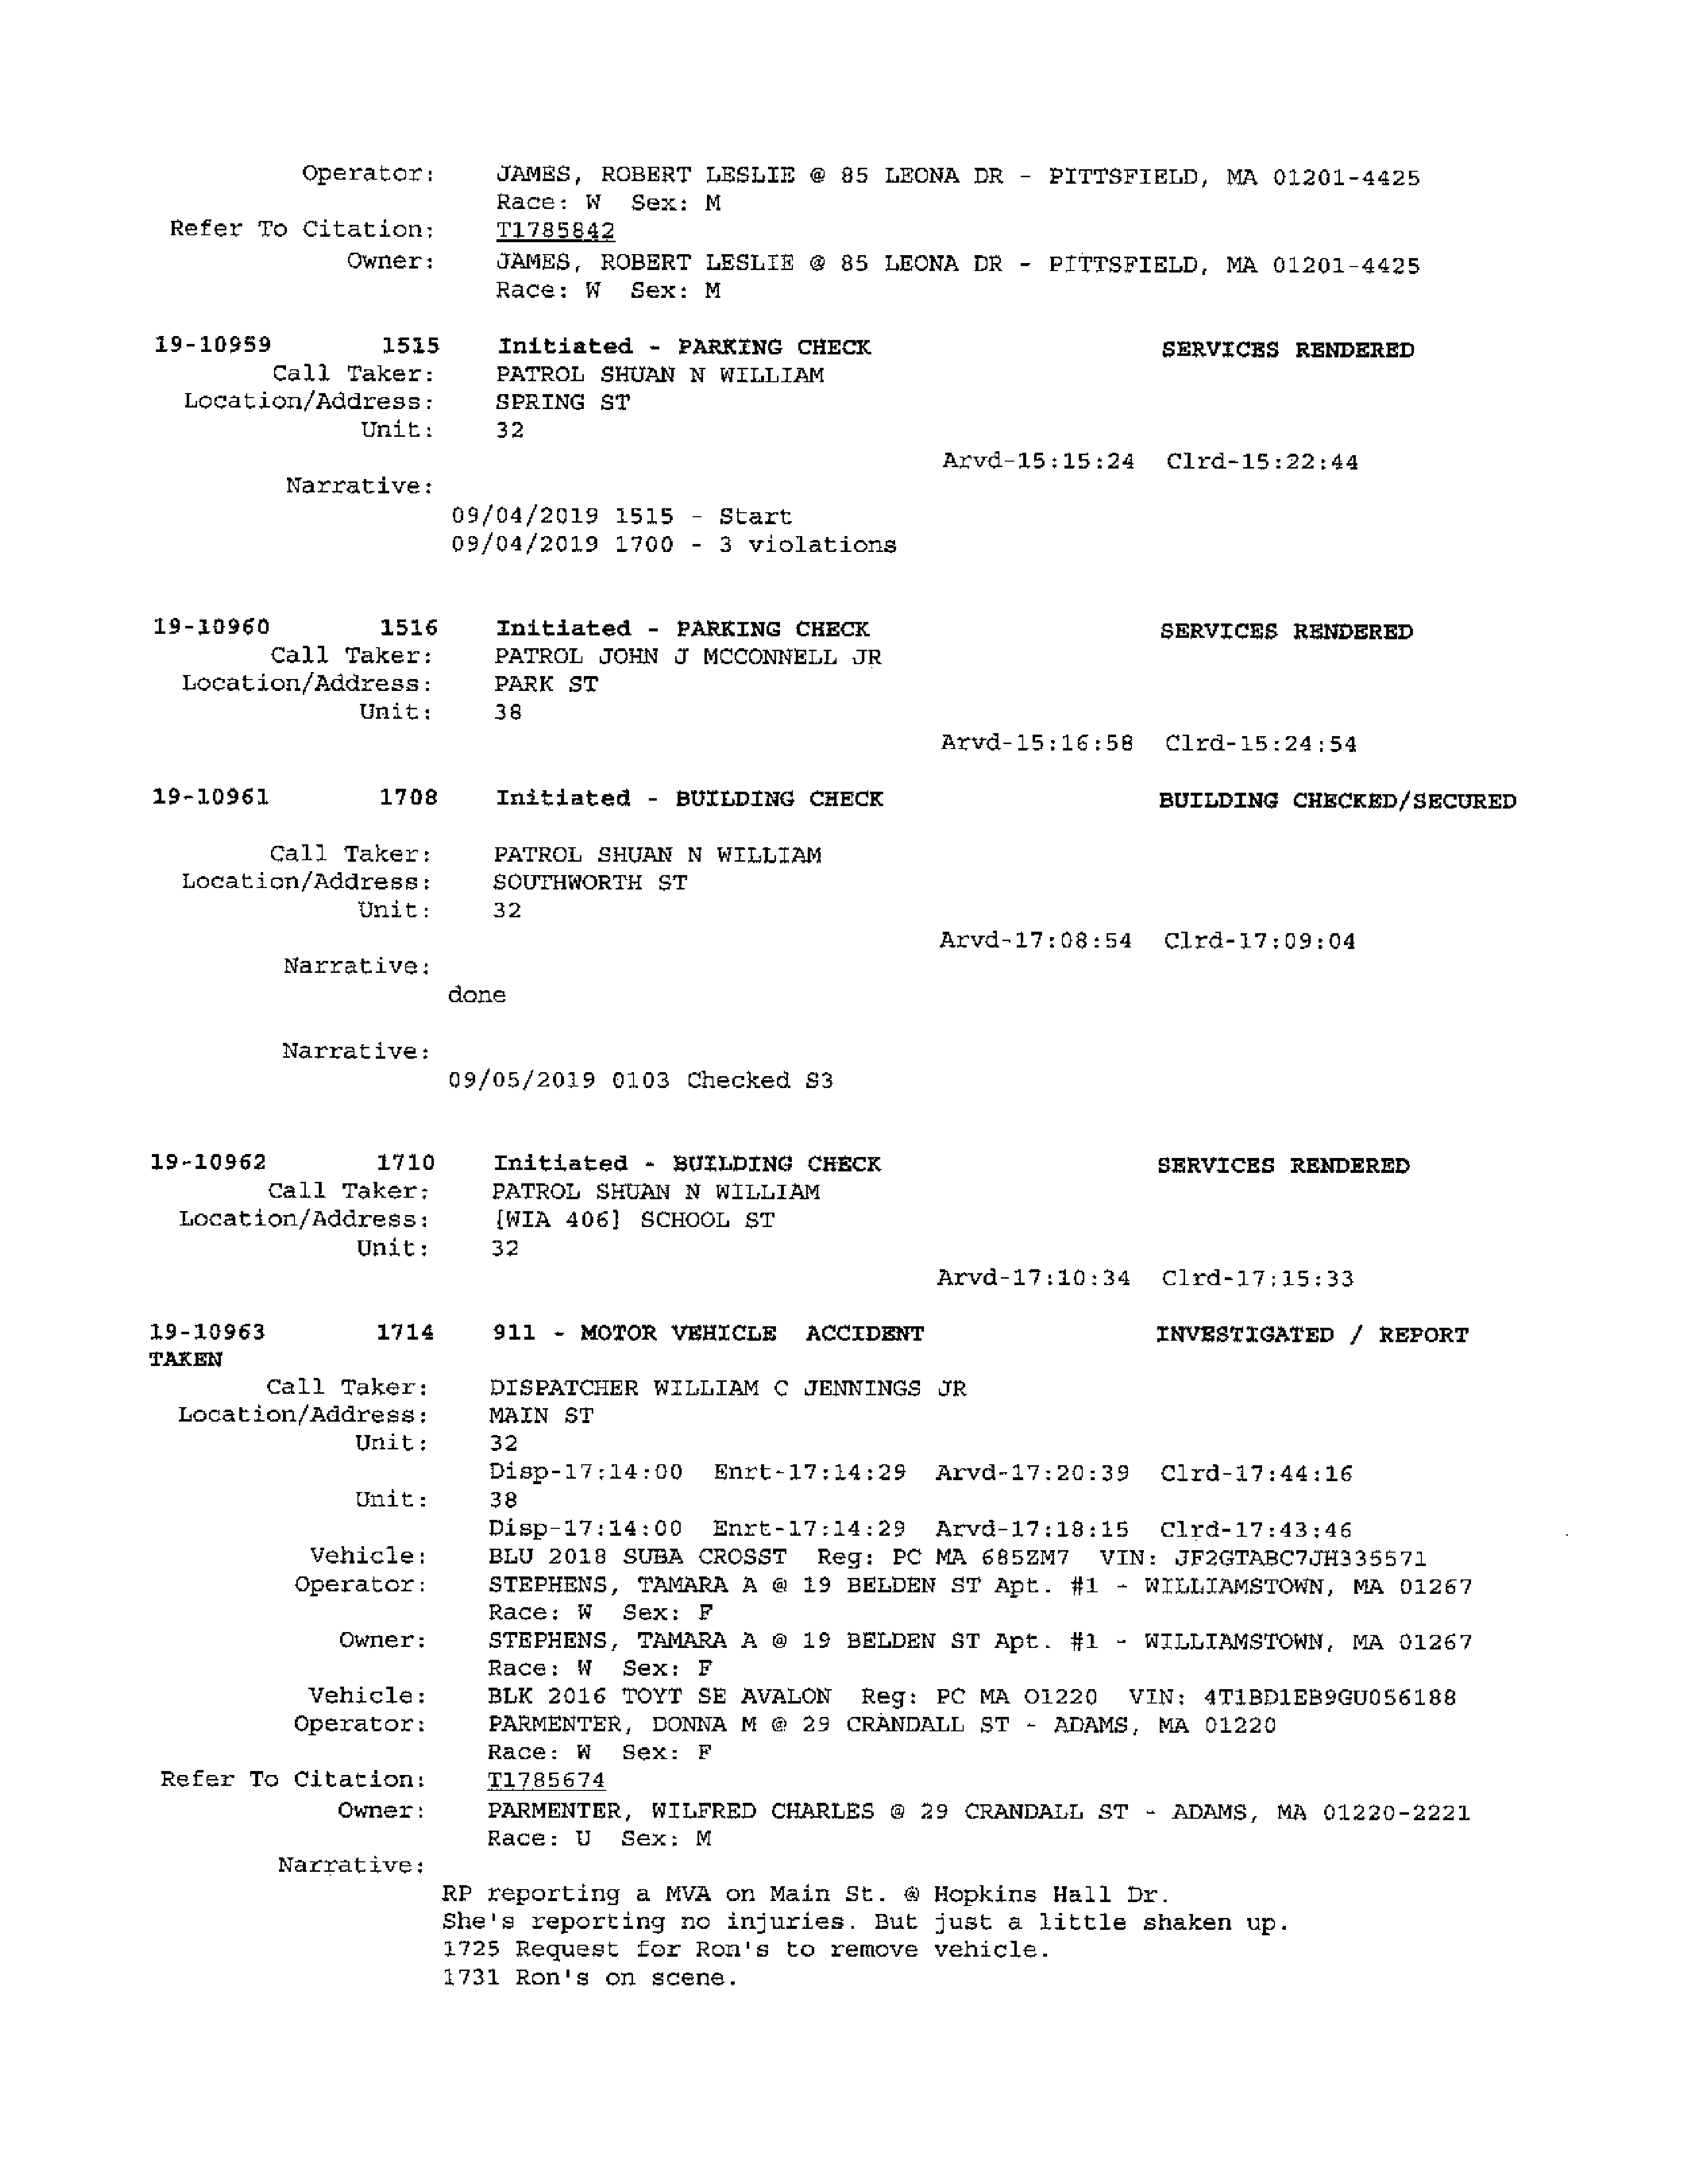 Operator: JAMES, ROBERT LESLIE @ 85 LEONA DR - PITTSFIELD, MA 01201-4425
Race: W Sex: M
Refer To Citation: T1785842
Owner: JAMES, ROBERT LESLIE @ 85 LEONA DR - PITTSFIELD, MA 01201-4425
Race: W Sex: M
19-10959 1515 Initiated - PARKING CHECK SERVICES RENDERED
Call Taker: PATROL SHUAN N WILLIAM
Location/Address: SPRING ST
Unit: 32
Arvd-15:15:24 Clrd-15:22:44
Narrative:
09/04/2019 1515 - Start
09/04/2019 1700 - 3 violations
19-10960 1516 Initiated - PARKING CHECK SERVICES RENDERED
Call Taker: PATROL JOHN J MCCONNELL JR
Location/Address: PARK ST
Unit: 38
Arvd-15:16:58 Clrd-15:24:54
19-10961 1708 Initiated - BUILDING CHECK BUILDING CHECKED/SECURED
Call Taker: PATROL SHUAN N WILLIAM
Location/Address: SOUTHWORTH ST
Unit: 32
Arvd-17:08:54 Clrd-17:09:04
Narrative:
done
Narrative:
09/05/2019 0103 Checked S3
19-10962 1710 Initiated - BUILDING CHECK SERVICES RENDERED
Call Taker: PATROL SHUAN N WILLIAM
Location/Address: [WIA 406] SCHOOL ST
Unit: 32
Arvd-17:10:34 Clrd-17:15:33
19-10963 1714 911 - MOTOR VEHICLE ACCIDENT INVESTIGATED / REPORT
TAKEN
Call Taker: DISPATCHER WILLIAM C JENNINGS JR
Location/Address: MAIN ST
Unit: 32
Disp-17:14:00 Enrt-17:14:29 Arvd-17:20:39 Clrd-17:44:16
Unit: 38
Disp-17:14:00 Enrt-17:14:29 Arvd-17:18:15 Clrd-17:43:46
Vehicle: BLU 2018 SUBA CROSST Reg: PC MA 685ZM7 VIN: JF2GTABC7JH335571
Operator: STEPHENS, TAMARA A @ 19 BELDEN ST Apt. #1 - WILLIAMSTOWN, MA 01267
Race: W Sex: F
Owner: STEPHENS, TAMARA A @ 19 BELDEN ST Apt. #1 - WILLIAMSTOWN, MA 01267
Race: W Sex: F
Vehicle: BLK 2016 TOYT SE AVALON Reg: PC MA O1220 VIN: 4T1BD1EB9GU056188
Operator: PARMENTER, DONNA M @ 29 CRANDALL ST - ADAMS, MA 01220
Race: W Sex: F
Refer To Citation: T1785674
Owner: PARMENTER, WILFRED CHARLES @ 29 CRANDALL ST - ADAMS, MA 01220-2221
Race: U Sex: M
Narrative:
RP reporting a MVA on Main St. @ Hopkins Hall Dr.
She's reporting no injuries. But just a little shaken up.
1725 Request for Ron's to remove vehicle.
1731 Ron's on scene.